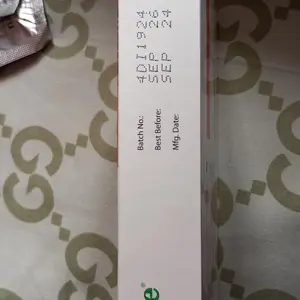 Batch No.: 4DI1924
Best Before: SEP 26
Mfg. Date: SEP 24
e®